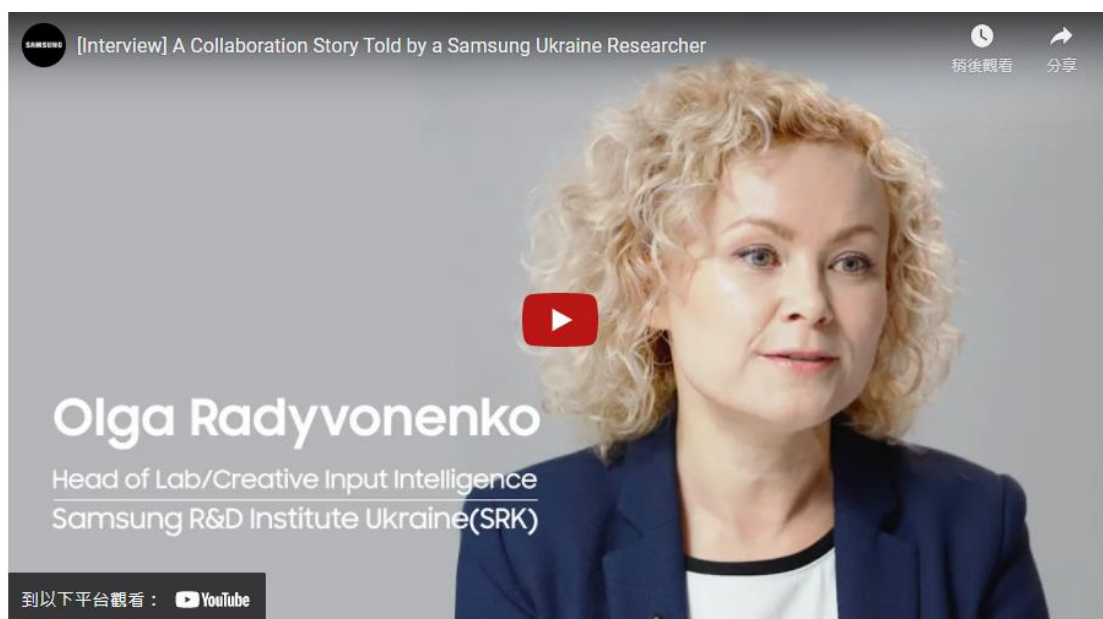 SAMSUNG
[Interview] A Collaboration Story Told by a Samsung Ukraine Researcher
稍後觀看
分享
Olga Radyvonenko
Head of Lab/Creative Input Intelligence
Samsung R&D Institute Ukraine(SRK)
到以下平台觀看： YouTube